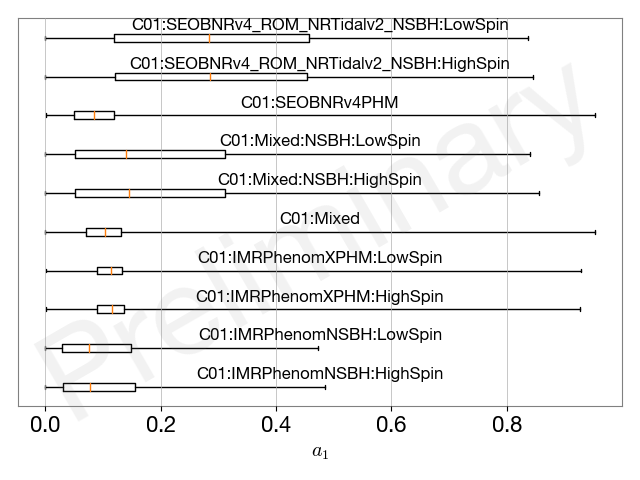 C01:SEOBNRv4_ROM_NRTidalv2_NSBH:LowSpin
C01:SEOBNRv4_ROM_NRTidalv2_NSBH:HighSpin
C01:SEOBNRv4PHM
C01:Mixed:NSBH:LowSpin
C01:Mixed:NSBH:HighSpin
C01:Mixed
C01:IMRPhenomXPHM:LowSpin
C01:IMRPhenomXPHM:HighSpin
C01:IMRPhenomNSBH:LowSpin
C01:IMRPhenomNSBH:HighSpin
Preliminary
0.0 0.2 0.4 0.6 0.8
a₁